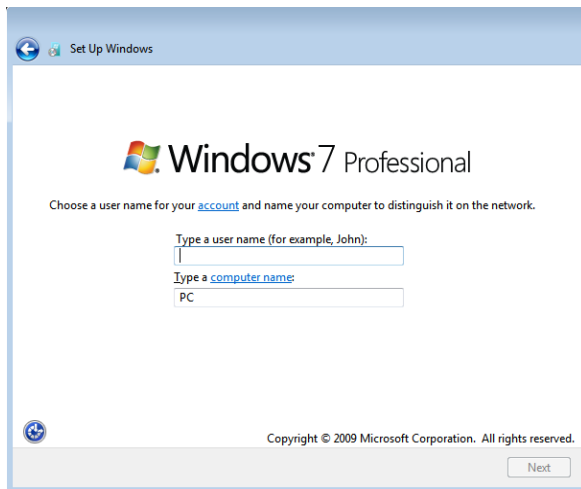 Set Up Windows
Windows 7 Professional
Choose a user name for your account and name your computer to distinguish it on the network.
Type a user name (for example, John):
Type a computer name:
PC
Copyright © 2009 Microsoft Corporation. All rights reserved.
Next